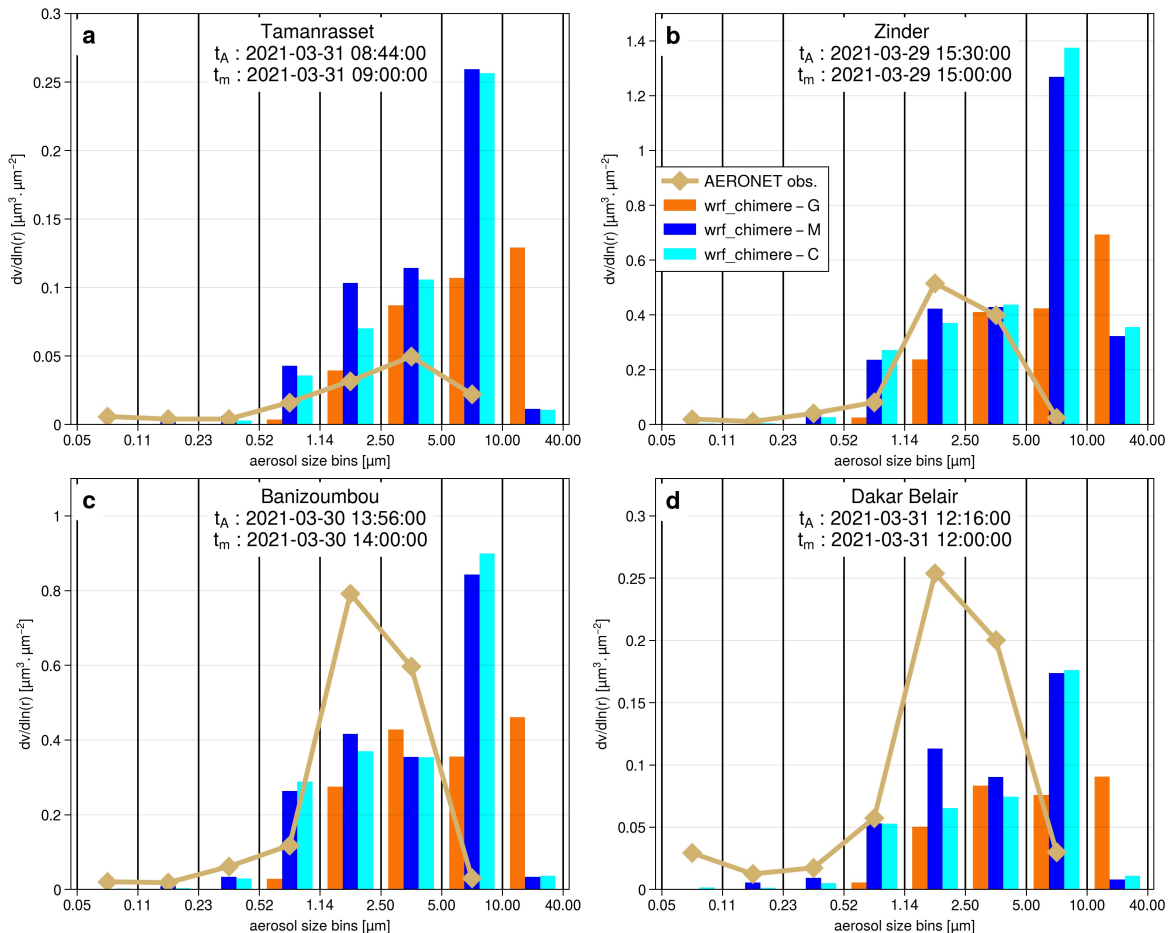 a
Tamanrasset
t_A : 2021-03-31 08:44:00
t_m : 2021-03-31 09:00:00
dv/dln(r) [µm³. µm⁻²]
0.3
0.25
0.2
0.15
0.1
0.05
0
0.05 0.11 0.23 0.52 1.14 2.50 5.00 10.00 40.00
aerosol size bins [µm]
b
Zinder
t_A : 2021-03-29 15:30:00
t_m : 2021-03-29 15:00:00
AERONET obs.
wrf_chimere – G
wrf_chimere – M
wrf_chimere – C
dv/dln(r) [µm³. µm⁻²]
1.4
1.2
1
0.8
0.6
0.4
0.2
0
0.05 0.11 0.23 0.52 1.14 2.50 5.00 10.00 40.00
aerosol size bins [µm]
c
Banizoumbou
t_A : 2021-03-30 13:56:00
t_m : 2021-03-30 14:00:00
dv/dln(r) [µm³. µm⁻²]
1
0.8
0.6
0.4
0.2
0
0.05 0.11 0.23 0.52 1.14 2.50 5.00 10.00 40.00
aerosol size bins [µm]
d
Dakar Belair
t_A : 2021-03-31 12:16:00
t_m : 2021-03-31 12:00:00
dv/dln(r) [µm³. µm⁻²]
0.3
0.25
0.2
0.15
0.1
0.05
0
0.05 0.11 0.23 0.52 1.14 2.50 5.00 10.00 40.00
aerosol size bins [µm]